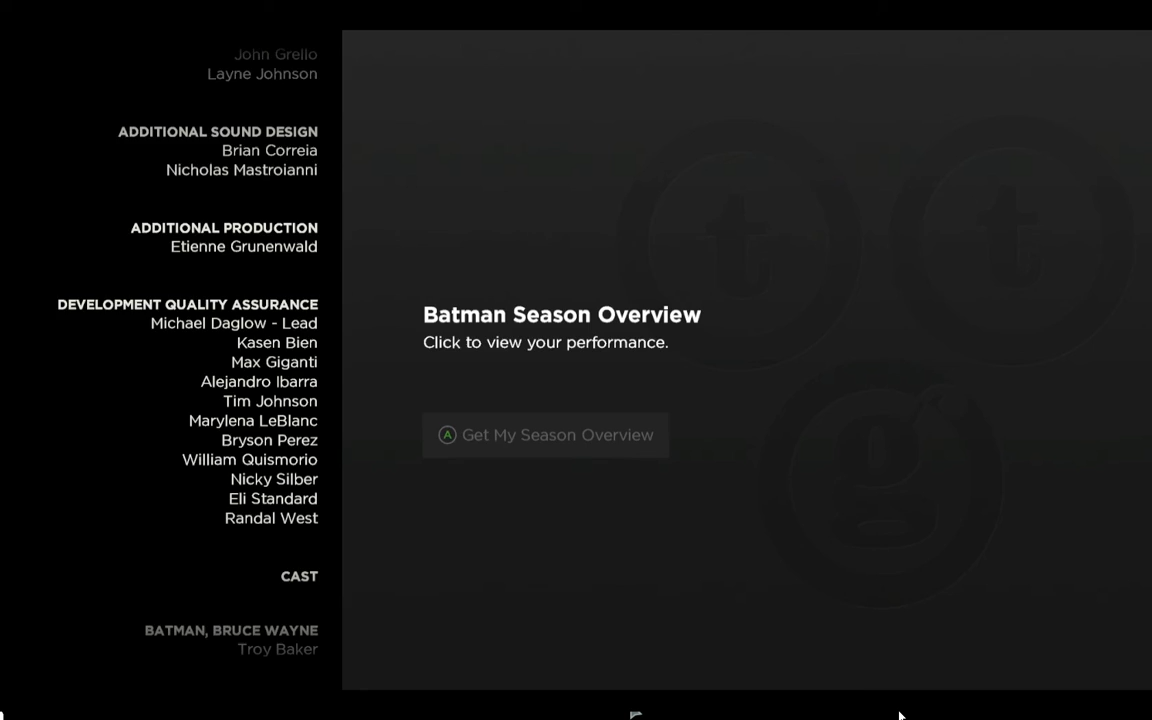 John Grello
Layne Johnson
ADDITIONAL SOUND DESIGN
Brian Correia
Nicholas Mastroianni
ADDITIONAL PRODUCTION
Etienne Grunenwald
DEVELOPMENT QUALITY ASSURANCE
Michael Daglow - Lead
Kasen Bien
Max Giganti
Alejandro Ibarra
Tim Johnson
Marylena LeBlanc
Bryson Perez
William Quismorio
Nicky Silber
Eli Standard
Randal West
CAST
BATMAN, BRUCE WAYNE
Troy Baker
t t
g
Batman Season Overview
Click to view your performance.
A Get My Season Overview